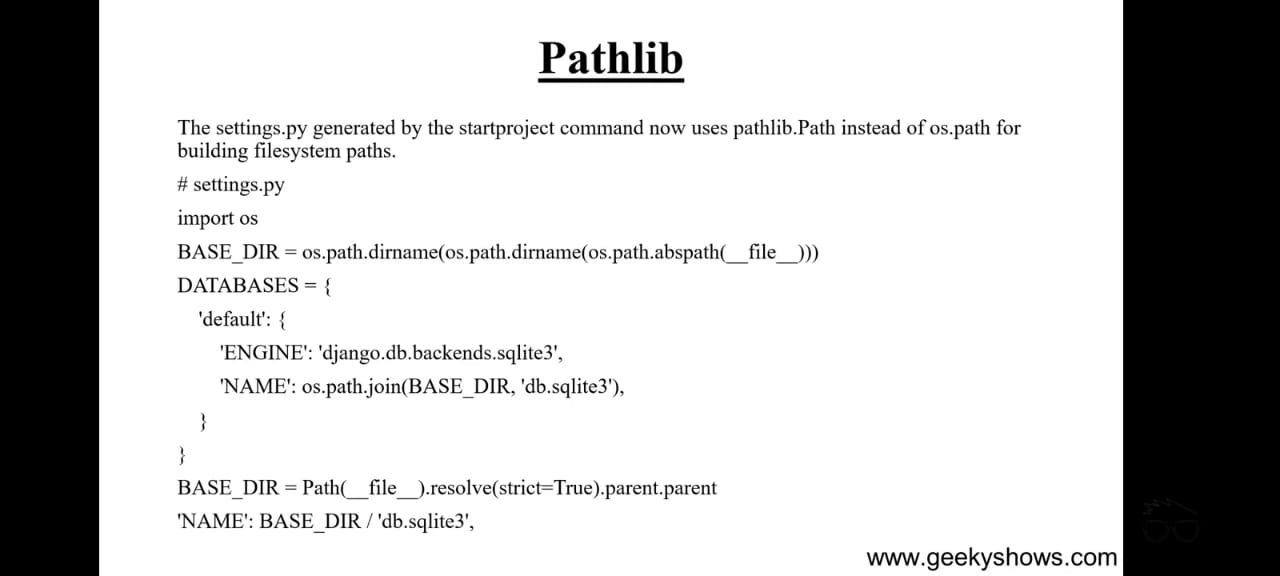 Pathlib
The settings.py generated by the startproject command now uses pathlib.Path instead of os.path for
building filesystem paths.
# settings.py
import os
BASE_DIR = os.path.dirname(os.path.dirname(os.path.abspath(__file__)))
DATABASES = {
'default': {
'ENGINE': 'django.db.backends.sqlite3',
'NAME': os.path.join(BASE_DIR, 'db.sqlite3'),
}
}
BASE_DIR = Path(__file__).resolve(strict=True).parent.parent
'NAME': BASE_DIR / 'db.sqlite3',
www.geekyshows.com